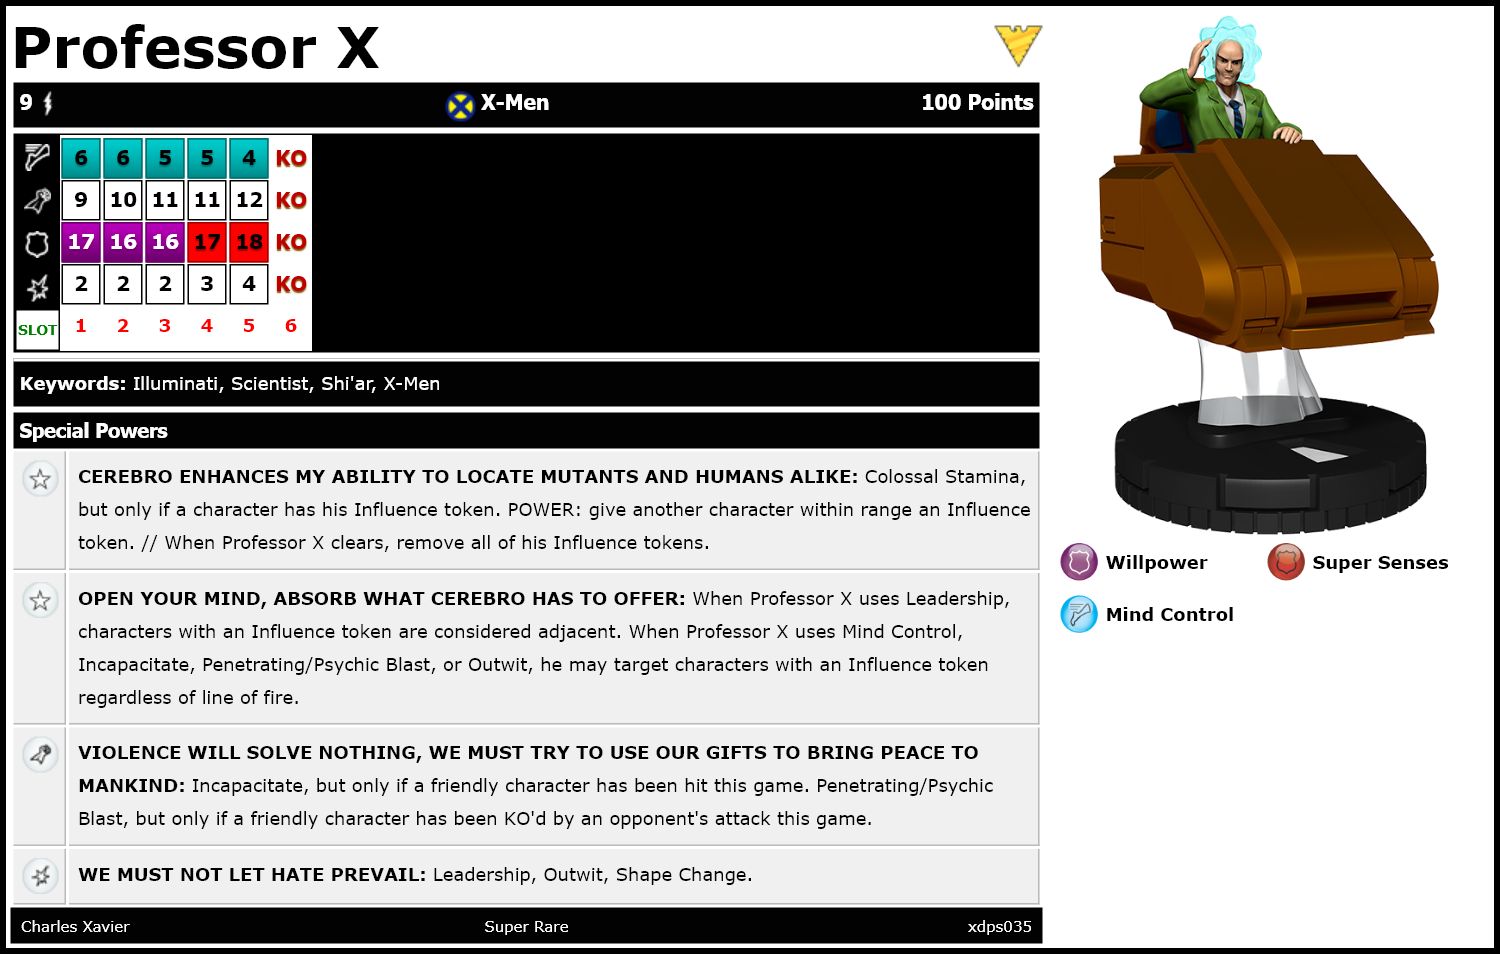 Professor X
9 X-Men 100 Points
6 6 5 5 4 KO
9 10 11 11 12 KO
17 16 16 17 18 KO
2 2 2 3 4 KO
SLOT 1 2 3 4 5 6
Keywords: Illuminati, Scientist, Shi'ar, X-Men
Special Powers
CEREBRO ENHANCES MY ABILITY TO LOCATE MUTANTS AND HUMANS ALIKE: Colossal Stamina,
but only if a character has his Influence token. POWER: give another character within range an Influence
token. // When Professor X clears, remove all of his Influence tokens.
OPEN YOUR MIND, ABSORB WHAT CEREBRO HAS TO OFFER: When Professor X uses Leadership,
characters with an Influence token are considered adjacent. When Professor X uses Mind Control,
Incapacitate, Penetrating/Psychic Blast, or Outwit, he may target characters with an Influence token
regardless of line of fire.
VIOLENCE WILL SOLVE NOTHING, WE MUST TRY TO USE OUR GIFTS TO BRING PEACE TO
MANKIND: Incapacitate, but only if a friendly character has been hit this game. Penetrating/Psychic
Blast, but only if a friendly character has been KO'd by an opponent's attack this game.
WE MUST NOT LET HATE PREVAIL: Leadership, Outwit, Shape Change.
Charles Xavier Super Rare xdps035
Willpower Super Senses
Mind Control